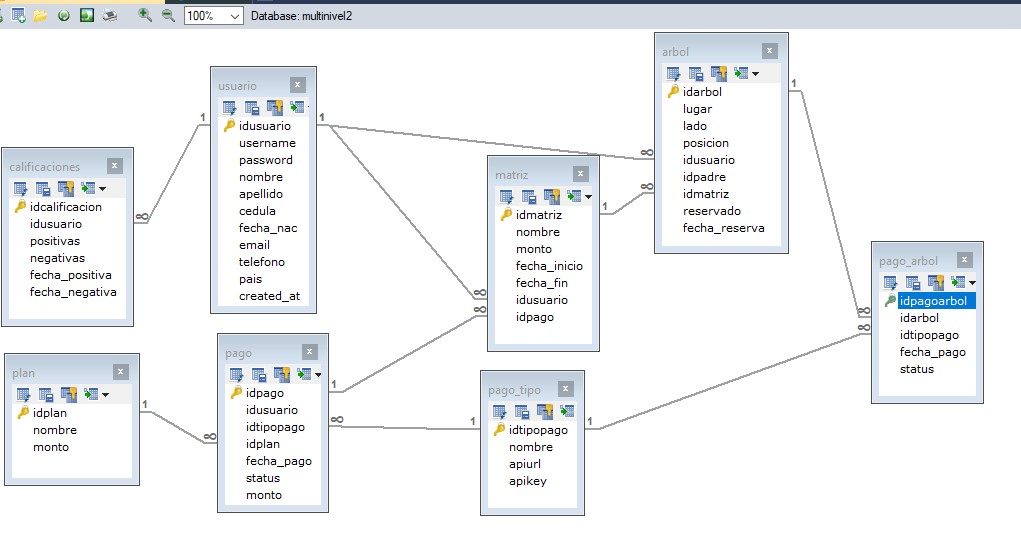 100%
Database: multinivel2
usuario
x
idusuario
username
password
nombre
apellido
cedula
fecha_nac
email
telefono
pais
created_at
arbol
x
idarbol
lugar
lado
posicion
idusuario
idpadre
idmatriz
reservado
fecha_reserva
calificaciones
x
idcalificacion
idusuario
positivas
negativas
fecha_positiva
fecha_negativa
matriz
x
idmatriz
nombre
monto
fecha_inicio
fecha_fin
idusuario
idpago
pago_arbol
x
idpagoarbol
idarbol
idtipopago
fecha_pago
status
plan
x
idplan
nombre
monto
pago
x
idpago
idusuario
idtipopago
idplan
fecha_pago
status
monto
pago_tipo
x
idtipopago
nombre
apiurl
apikey
1
∞
1
∞
∞
1
∞
1
∞
1
∞
1
∞
∞
1
1
∞